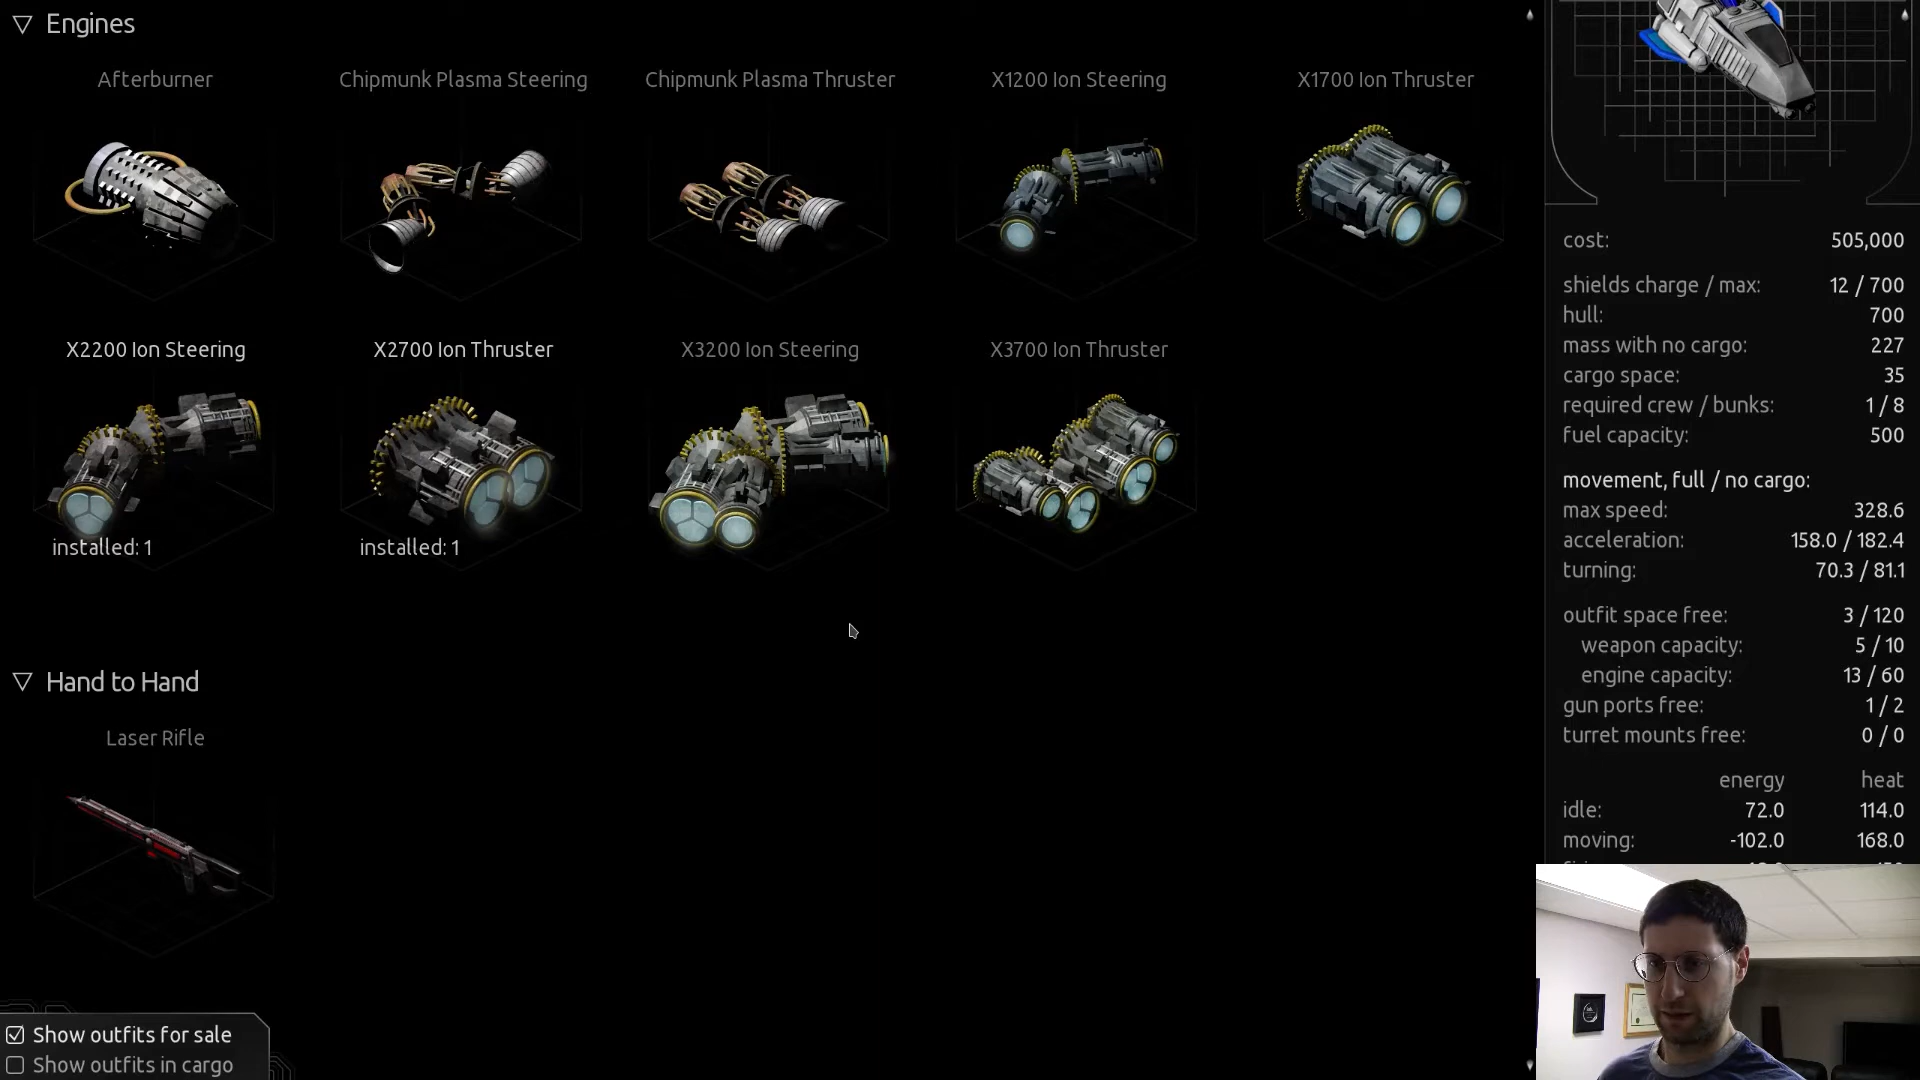 Engines
Afterburner
Chipmunk Plasma Steering
Chipmunk Plasma Thruster
X1200 Ion Steering
X1700 Ion Thruster
X2200 Ion Steering
X2700 Ion Thruster
X3200 Ion Steering
X3700 Ion Thruster
installed: 1
installed: 1
Hand to Hand
Laser Rifle
Show outfits for sale
Show outfits in cargo
cost: 505,000
shields charge / max: 12 / 700
hull: 700
mass with no cargo: 227
cargo space: 35
required crew / bunks: 1 / 8
fuel capacity: 500
movement, full / no cargo:
max speed: 328.6
acceleration: 158.0 / 182.4
turning: 70.3 / 81.1
outfit space free: 3 / 120
weapon capacity: 5 / 10
engine capacity: 13 / 60
gun ports free: 1 / 2
turret mounts free: 0 / 0
energy heat
idle: 72.0 114.0
moving: -102.0 168.0